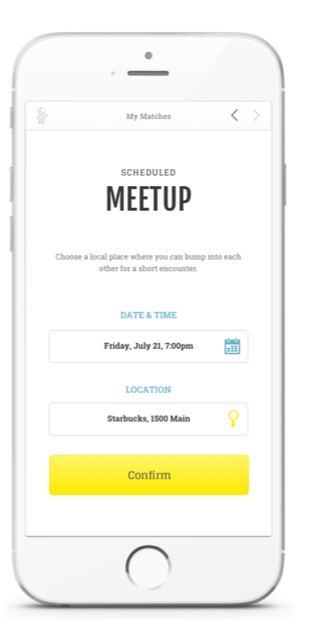 My Matches
SCHEDULED
MEETUP
Choose a local place where you can bump into each
other for a short encounter.
DATE & TIME
Friday, July 21, 7:00pm
LOCATION
Starbucks, 1500 Main
Confirm